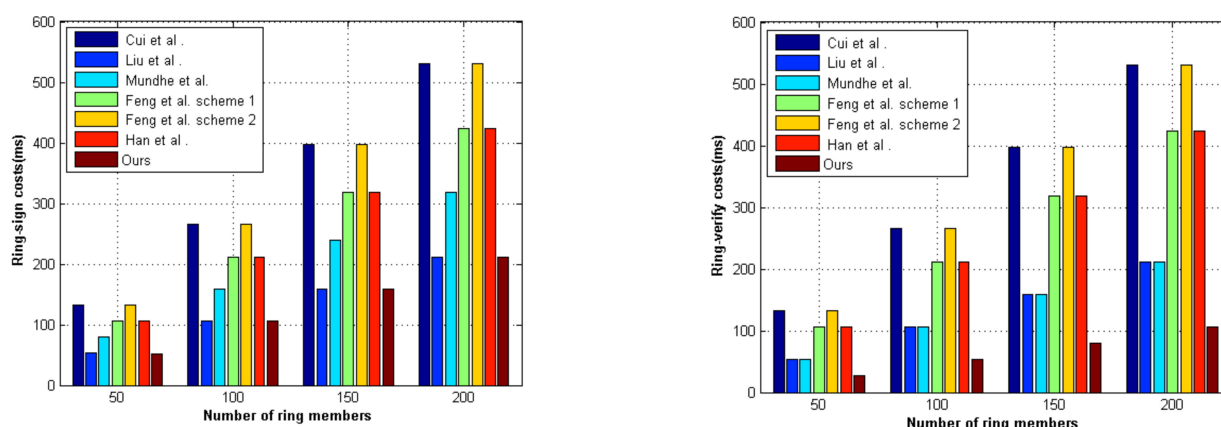 600
500
400
300
200
100
0
Ring-sign costs(ms)
Cui et al .
Liu et al .
Mundhe et al.
Feng et al. scheme 1
Feng et al. scheme 2
Han et al .
Ours
50 100 150 200
Number of ring members
600
500
400
300
200
100
0
Ring-verify costs(ms)
Cui et al .
Liu et al .
Mundhe et al.
Feng et al. scheme 1
Feng et al. scheme 2
Han et al .
Ours
50 100 150 200
Number of ring members